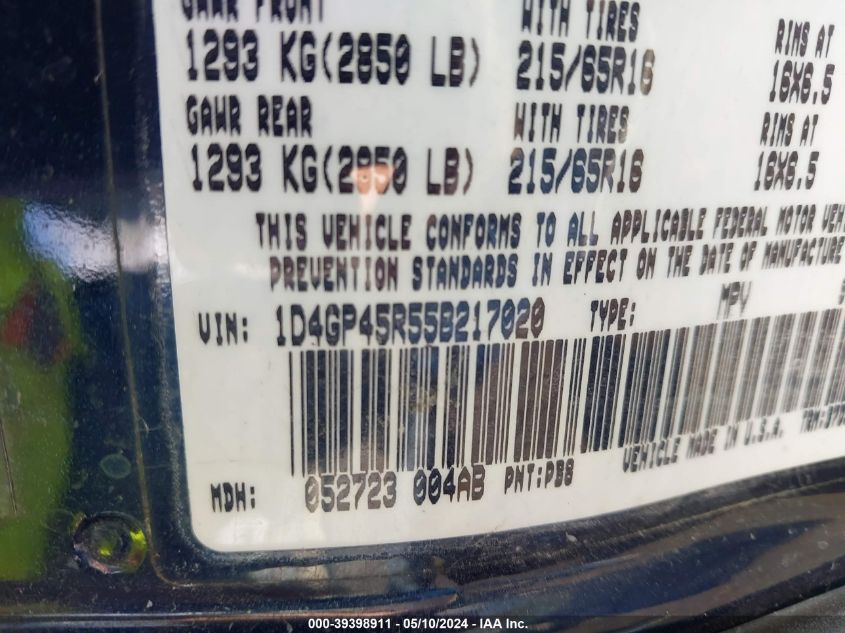 GAWR FRONT WITH TIRES RIMS AT
1293 KG(2850 LB) 215/65R16 16X6.5
GAWR REAR WITH TIRES RIMS AT
1293 KG(2850 LB) 215/65R16 16X6.5
THIS VEHICLE CONFORMS TO ALL APPLICABLE FEDERAL MOTOR VEH
PREVENTION STANDARDS IN EFFECT ON THE DATE OF MANUFACTURE
VIN: 1D4GP45R55B217020 TYPE: MPV
VEHICLE MADE IN U.S.A.
MDH: 052723 004AB PNT:PB8
000-39398911 - 05/10/2024 - IAA Inc.